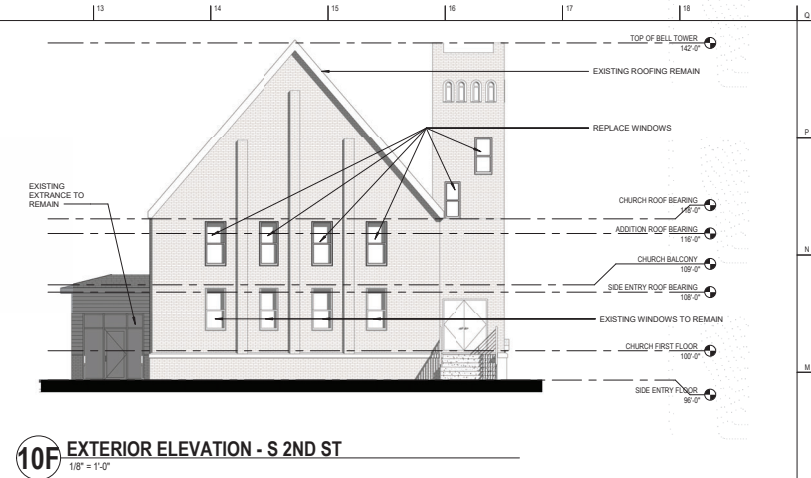 13
14
15
16
17
18
Q
TOP OF BELL TOWER
142'-0"
EXISTING ROOFING REMAIN
REPLACE WINDOWS
P
EXISTING
EXTRANCE TO
REMAIN
CHURCH ROOF BEARING
118'-0"
ADDITION ROOF BEARING
116'-0"
N
CHURCH BALCONY
109'-0"
SIDE ENTRY ROOF BEARING
108'-0"
EXISTING WINDOWS TO REMAIN
CHURCH FIRST FLOOR
100'-0"
M
SIDE ENTRY FLOOR
96'-0"
10F
EXTERIOR ELEVATION - S 2ND ST
1/8" = 1'-0"